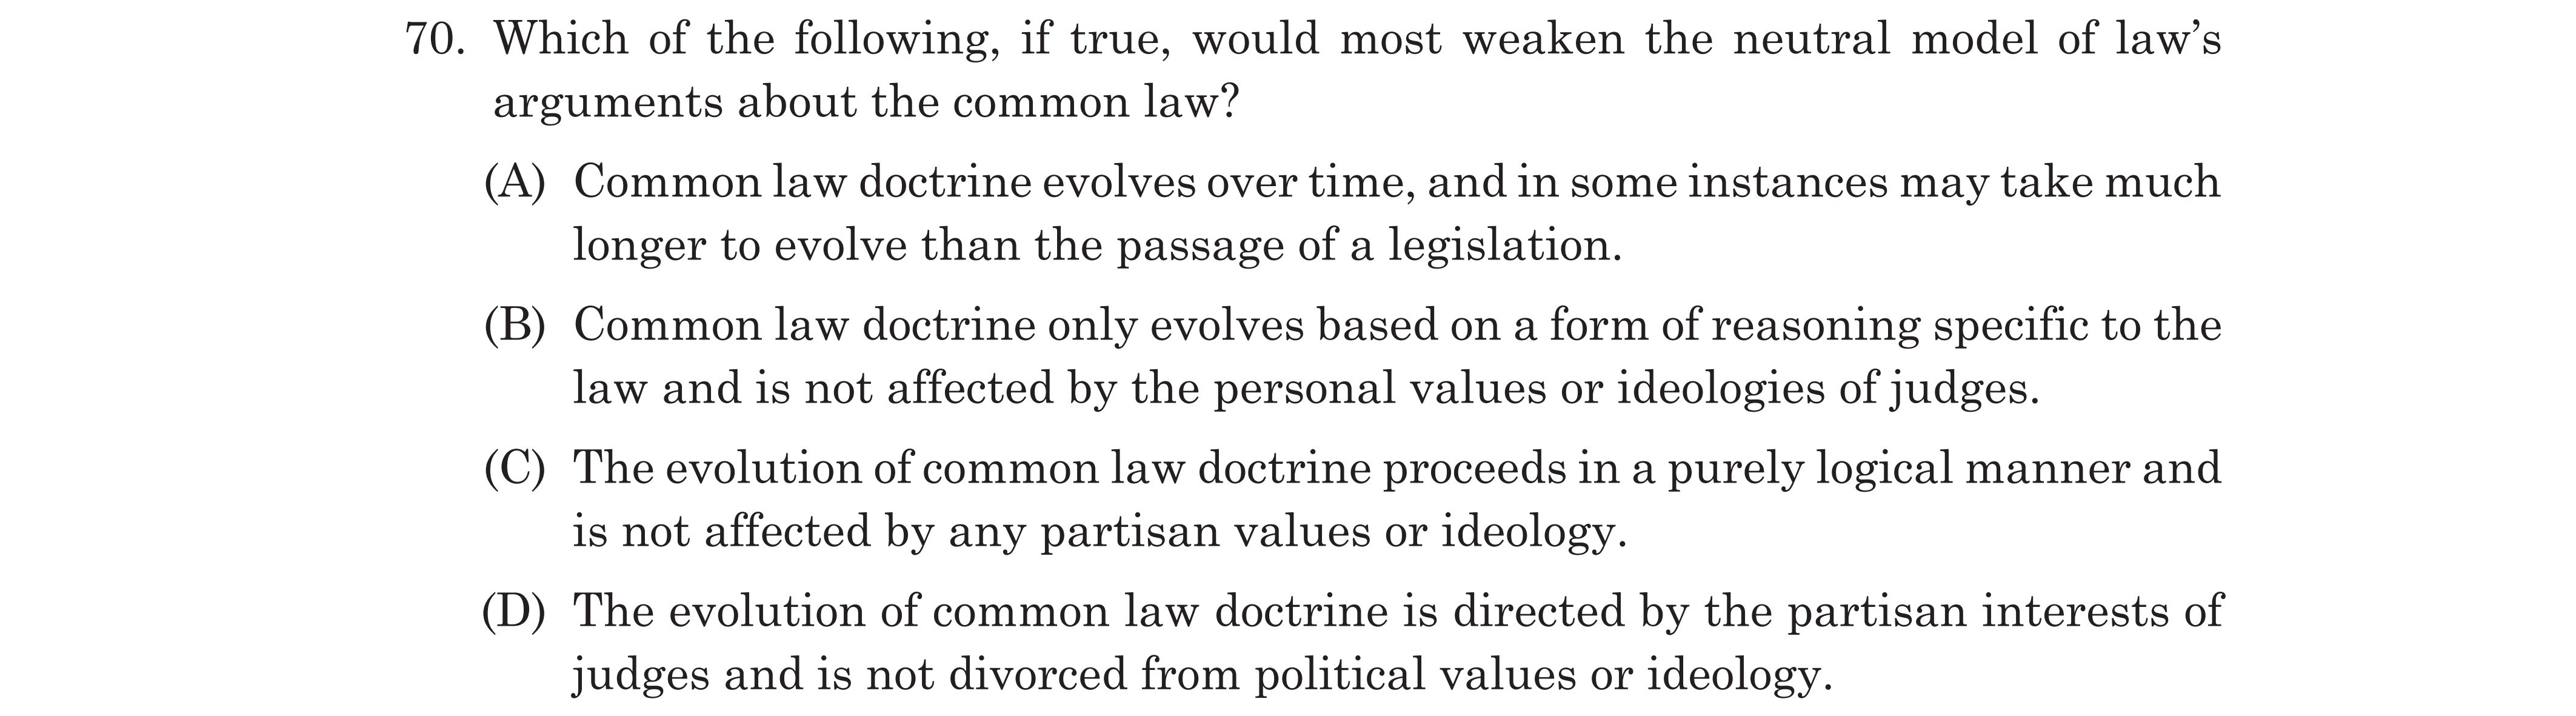 70. Which of the following, if true, would most weaken the neutral model of law’s
arguments about the common law?
(A) Common law doctrine evolves over time, and in some instances may take much
longer to evolve than the passage of a legislation.
(B) Common law doctrine only evolves based on a form of reasoning specific to the
law and is not affected by the personal values or ideologies of judges.
(C) The evolution of common law doctrine proceeds in a purely logical manner and
is not affected by any partisan values or ideology.
(D) The evolution of common law doctrine is directed by the partisan interests of
judges and is not divorced from political values or ideology.